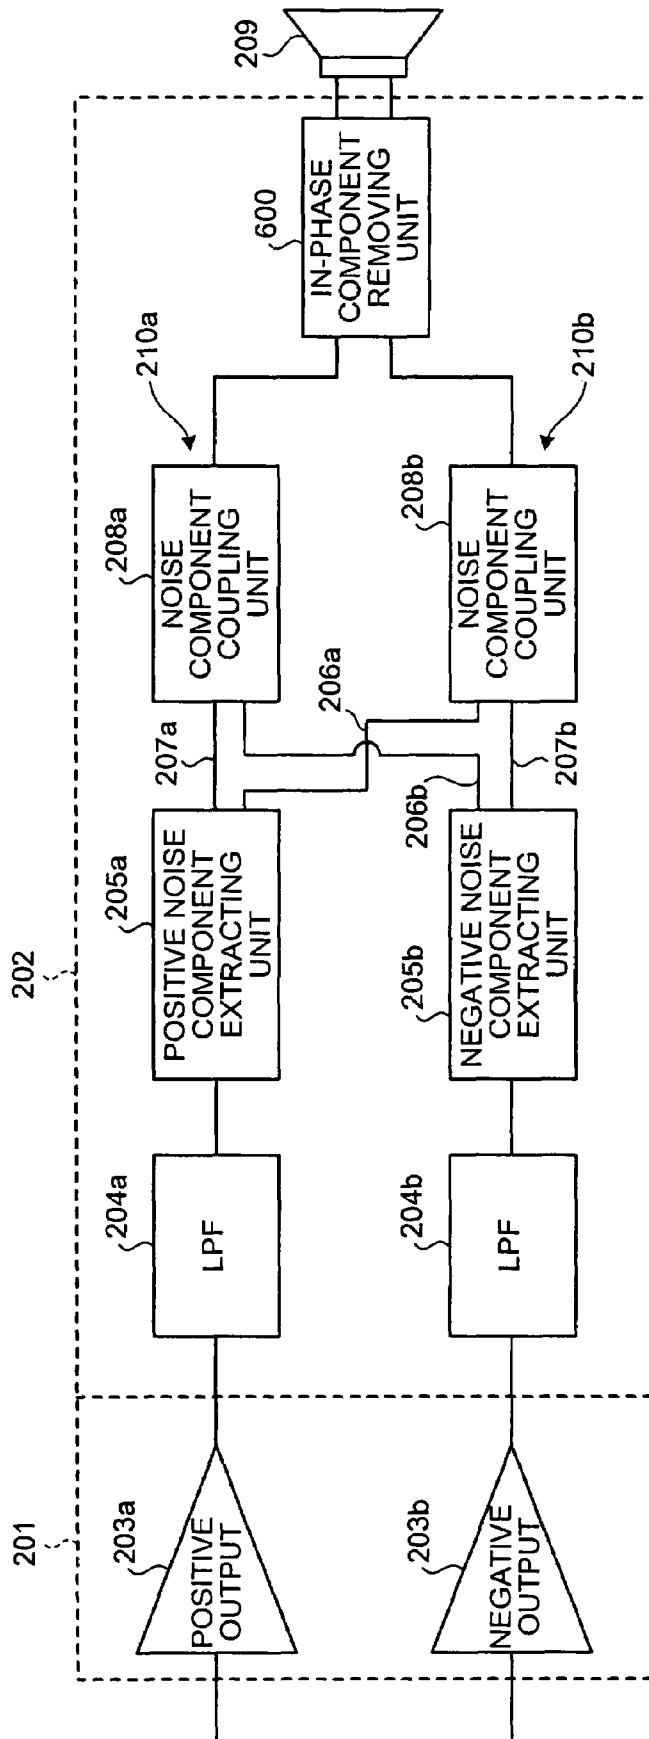 201
202
203a
POSITIVE
OUTPUT
204a
LPF
205a
POSITIVE NOISE
COMPONENT
EXTRACTING
UNIT
207a
208a
NOISE
COMPONENT
COUPLING
UNIT
210a
600
IN-PHASE
COMPONENT
REMOVING
UNIT
209
206a
206b
203b
NEGATIVE
OUTPUT
204b
LPF
205b
NEGATIVE NOISE
COMPONENT
EXTRACTING
UNIT
207b
208b
NOISE
COMPONENT
COUPLING
UNIT
210b